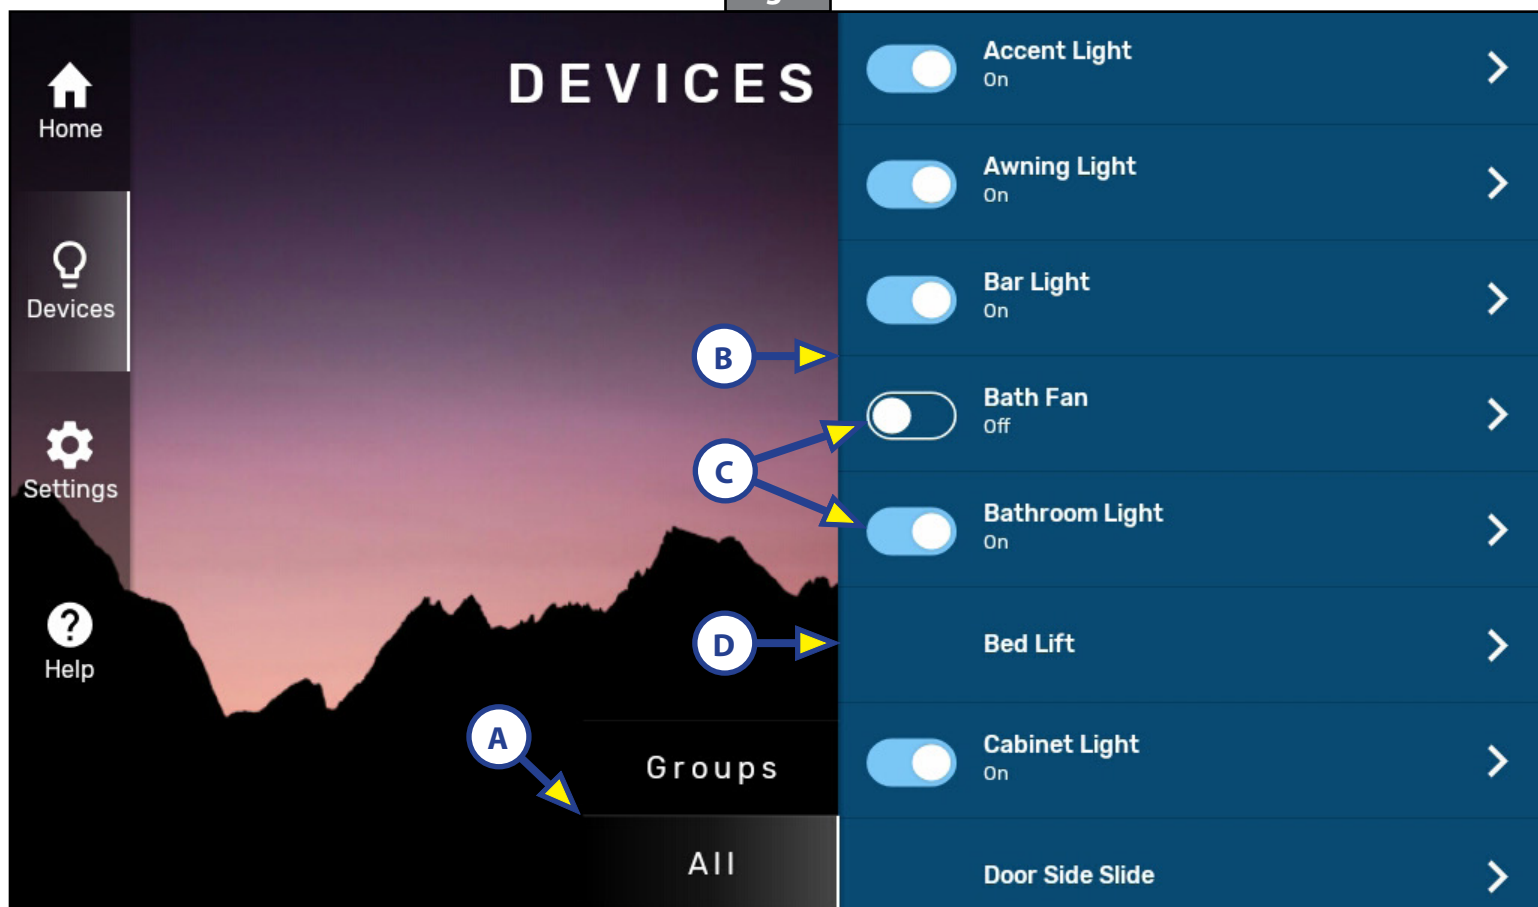 DEVICES
Home
Devices
Settings
Help
A
B
C
D
Groups
All
Accent Light
On
Awning Light
On
Bar Light
On
Bath Fan
Off
Bathroom Light
On
Bed Lift
Cabinet Light
On
Door Side Slide